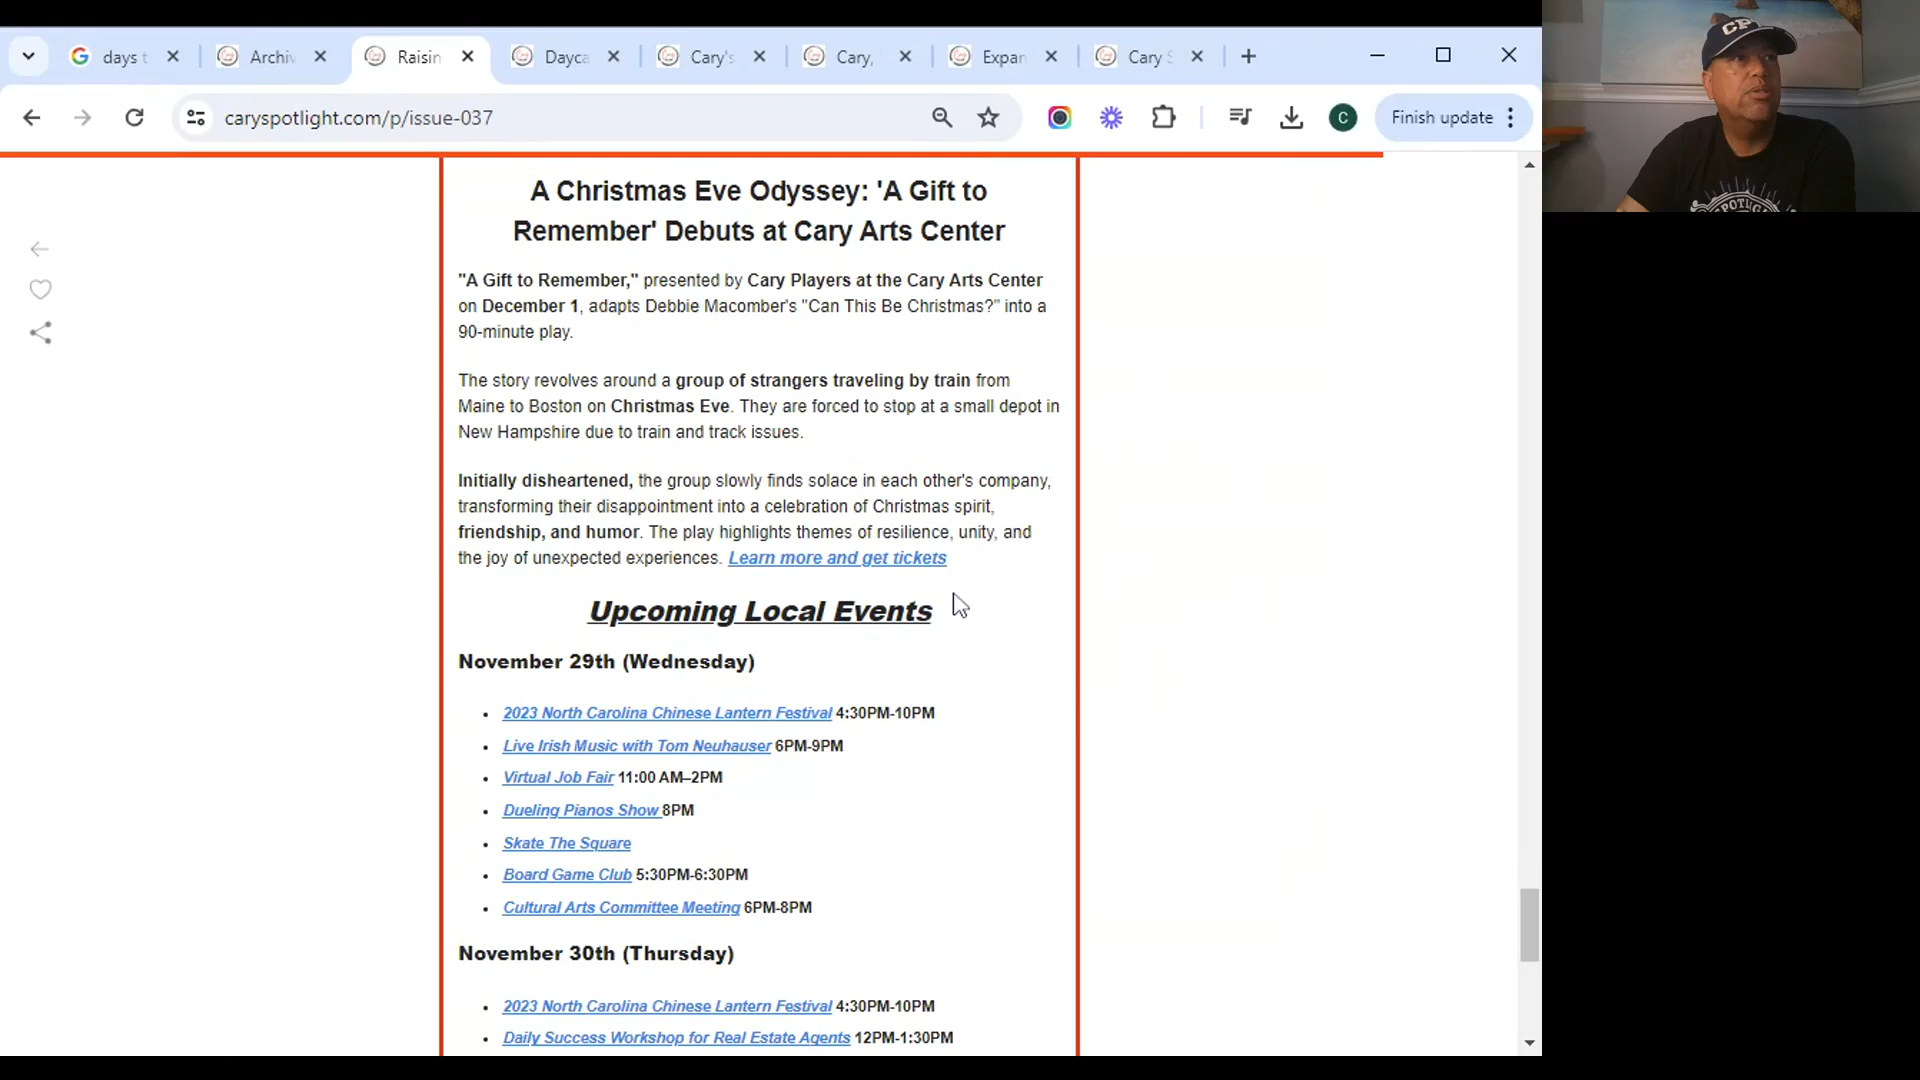 days t
Archiv
Raisin
Dayca
Cary's
Cary,
Expan
Cary S
caryspotlight.com/p/issue-037
C
Finish update
A Christmas Eve Odyssey: 'A Gift to
Remember' Debuts at Cary Arts Center
"A Gift to Remember," presented by Cary Players at the Cary Arts Center
on December 1, adapts Debbie Macomber's "Can This Be Christmas?" into a
90-minute play.
The story revolves around a group of strangers traveling by train from
Maine to Boston on Christmas Eve. They are forced to stop at a small depot in
New Hampshire due to train and track issues.
Initially disheartened, the group slowly finds solace in each other's company,
transforming their disappointment into a celebration of Christmas spirit,
friendship, and humor. The play highlights themes of resilience, unity, and
the joy of unexpected experiences. Learn more and get tickets
Upcoming Local Events
November 29th (Wednesday)
2023 North Carolina Chinese Lantern Festival 4:30PM-10PM
Live Irish Music with Tom Neuhauser 6PM-9PM
Virtual Job Fair 11:00 AM–2PM
Dueling Pianos Show 8PM
Skate The Square
Board Game Club 5:30PM-6:30PM
Cultural Arts Committee Meeting 6PM-8PM
November 30th (Thursday)
2023 North Carolina Chinese Lantern Festival 4:30PM-10PM
Daily Success Workshop for Real Estate Agents 12PM-1:30PM